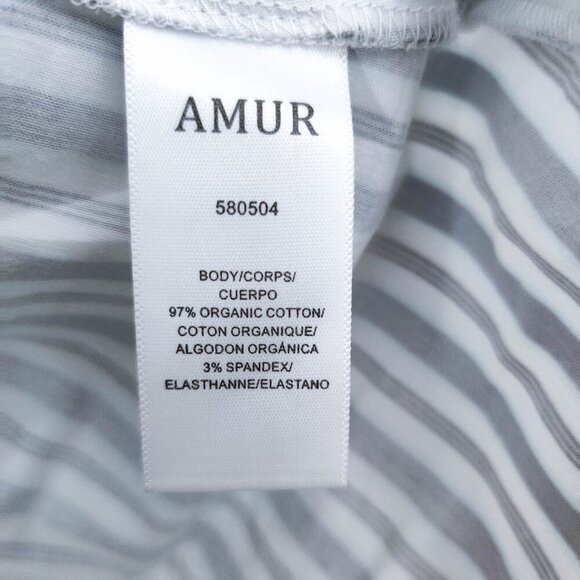 AMUR
580504
BODY/CORPS/
CUERPO
97% ORGANIC COTTON/
COTON ORGANIQUE/
ALGODON ORGÁNICA
3% SPANDEX/
ELASTHANNE/ELASTANO